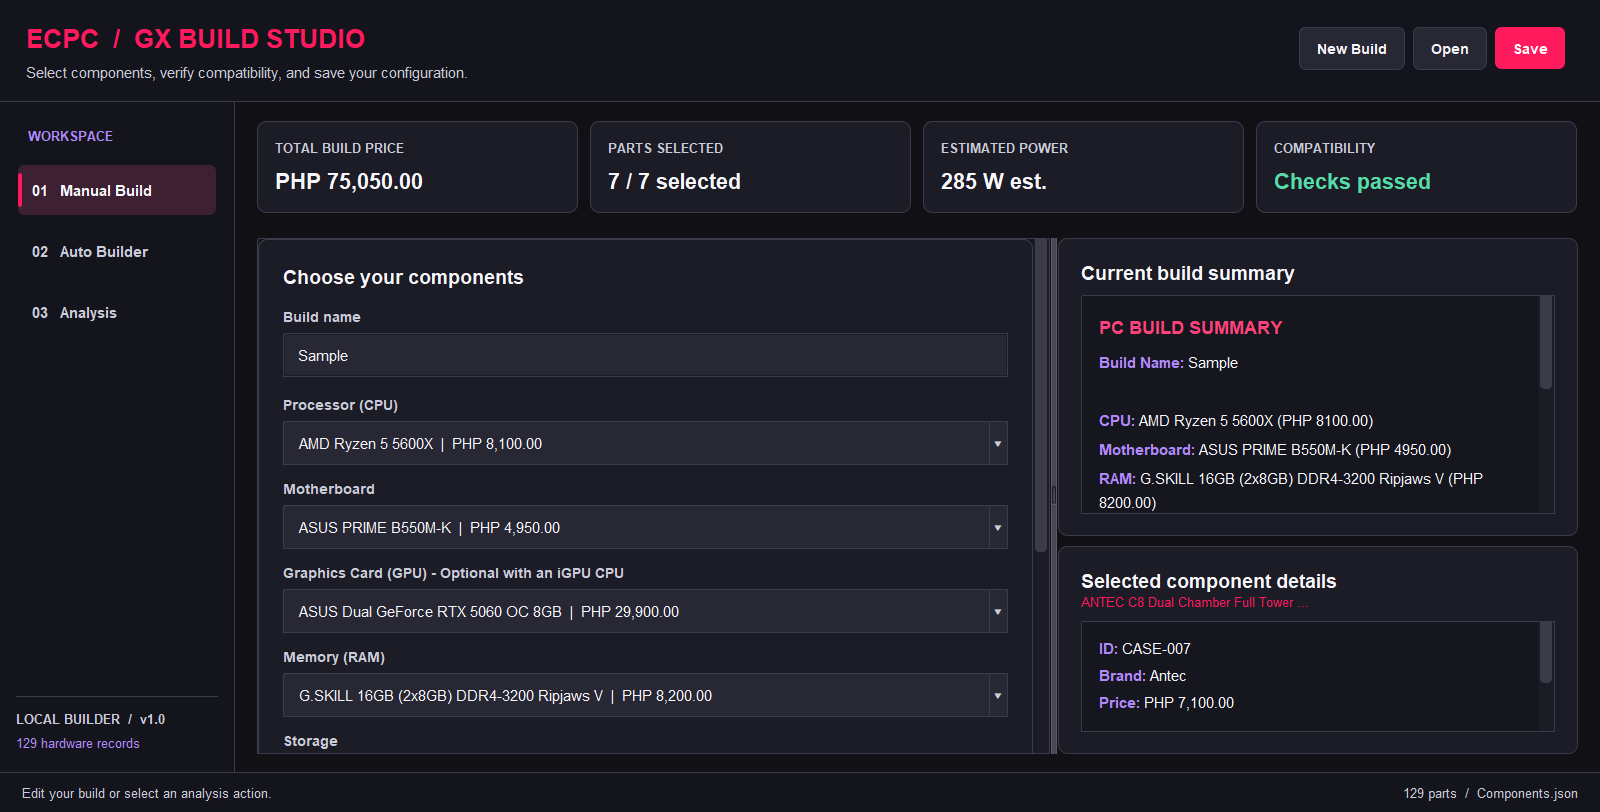 ECPC / GX BUILD STUDIO
Select components, verify compatibility, and save your configuration.
New Build
Open
Save
WORKSPACE
01 Manual Build
02 Auto Builder
03 Analysis
LOCAL BUILDER / v1.0
129 hardware records
TOTAL BUILD PRICE
PHP 75,050.00
PARTS SELECTED
7 / 7 selected
ESTIMATED POWER
285 W est.
COMPATIBILITY
Checks passed
Choose your components
Build name
Sample
Processor (CPU)
AMD Ryzen 5 5600X | PHP 8,100.00
Motherboard
ASUS PRIME B550M-K | PHP 4,950.00
Graphics Card (GPU) - Optional with an iGPU CPU
ASUS Dual GeForce RTX 5060 OC 8GB | PHP 29,900.00
Memory (RAM)
G.SKILL 16GB (2x8GB) DDR4-3200 Ripjaws V | PHP 8,200.00
Storage
Current build summary
PC BUILD SUMMARY
Build Name: Sample
CPU: AMD Ryzen 5 5600X (PHP 8100.00)
Motherboard: ASUS PRIME B550M-K (PHP 4950.00)
RAM: G.SKILL 16GB (2x8GB) DDR4-3200 Ripjaws V (PHP
8200.00)
Selected component details
ANTEC C8 Dual Chamber Full Tower ...
ID: CASE-007
Brand: Antec
Price: PHP 7,100.00
Edit your build or select an analysis action.
129 parts / Components.json